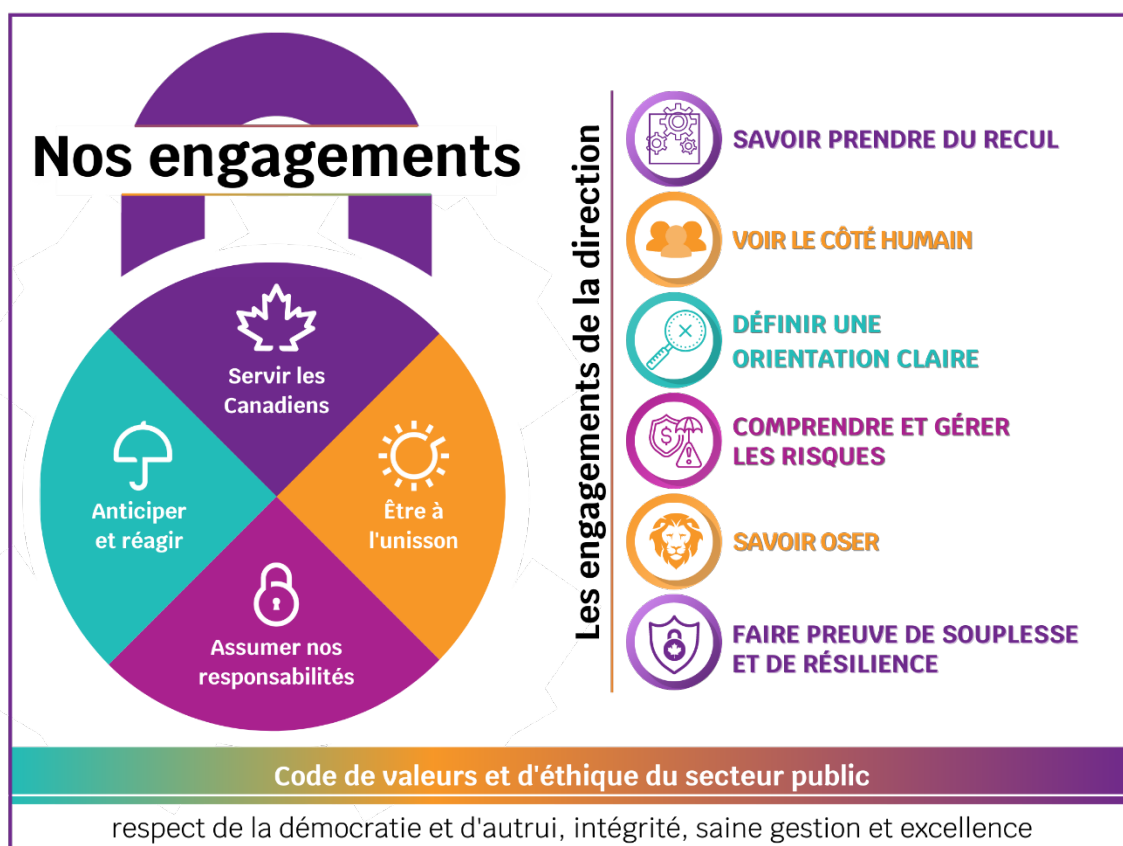 Nos engagements
Servir les
Canadiens
Anticiper
et réagir
Être à
l'unisson
Assumer nos
responsabilités
Les engagements de la direction
SAVOIR PRENDRE DU RECUL
VOIR LE CÔTÉ HUMAIN
DÉFINIR UNE
ORIENTATION CLAIRE
COMPRENDRE ET GÉRER
LES RISQUES
SAVOIR OSER
FAIRE PREUVE DE SOUPLESSE
ET DE RÉSILIENCE
Code de valeurs et d'éthique du secteur public
respect de la démocratie et d'autrui, intégrité, saine gestion et excellence